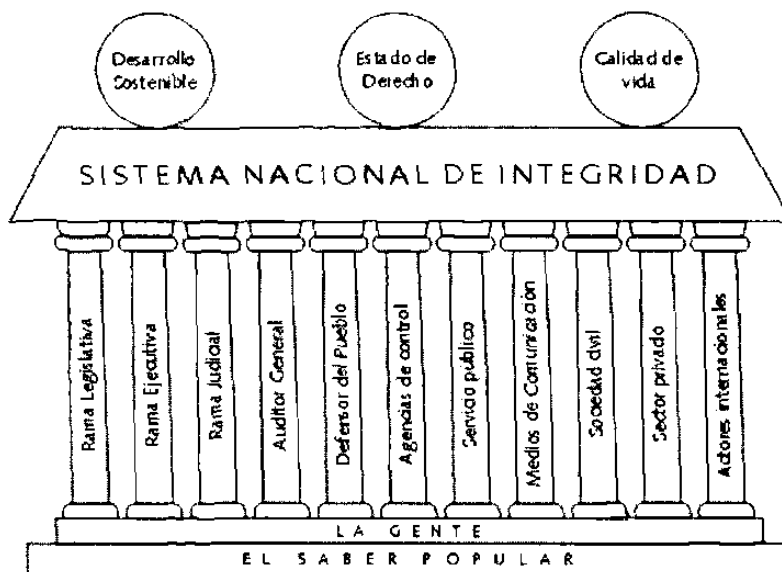 Desarrollo
Sostenible
Estado de
Derecho
Calidad de
vida
SISTEMA NACIONAL DE INTEGRIDAD
Rama Legislativa
Rama Ejecutiva
Rama Judicial
Auditor General
Defensor del Pueblo
Agencias de control
Servicio público
Medios de Comunicación
Sociedad civil
Sector privado
Actores internacionales
LA GENTE
EL SABER POPULAR